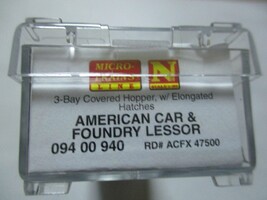 MICRO-TRAINS LINE N
3-Bay Covered Hopper, w/ Elongated
Hatches
AMERICAN CAR &
FOUNDRY LESSOR
094 00 940 RD# ACFX 47500